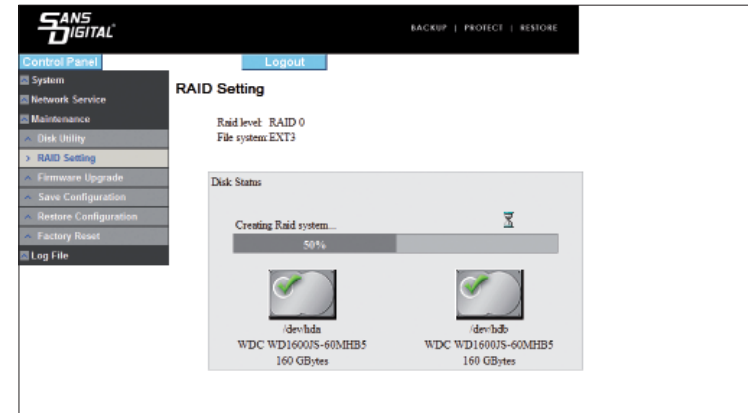 SANS DIGITAL
BACKUP | PROTECT | RESTORE
Control Panel
Logout
System
Network Service
Maintenance
Disk Utility
RAID Setting
Firmware Upgrade
Save Configuration
Restore Configuration
Factory Reset
Log File
RAID Setting
Raid level: RAID 0
File system:EXT3
Disk Status
Creating Raid system...
50%
/dev/hda
WDC WD1600JS-60MHB5
160 GBytes
/dev/hdb
WDC WD1600JS-60MHB5
160 GBytes